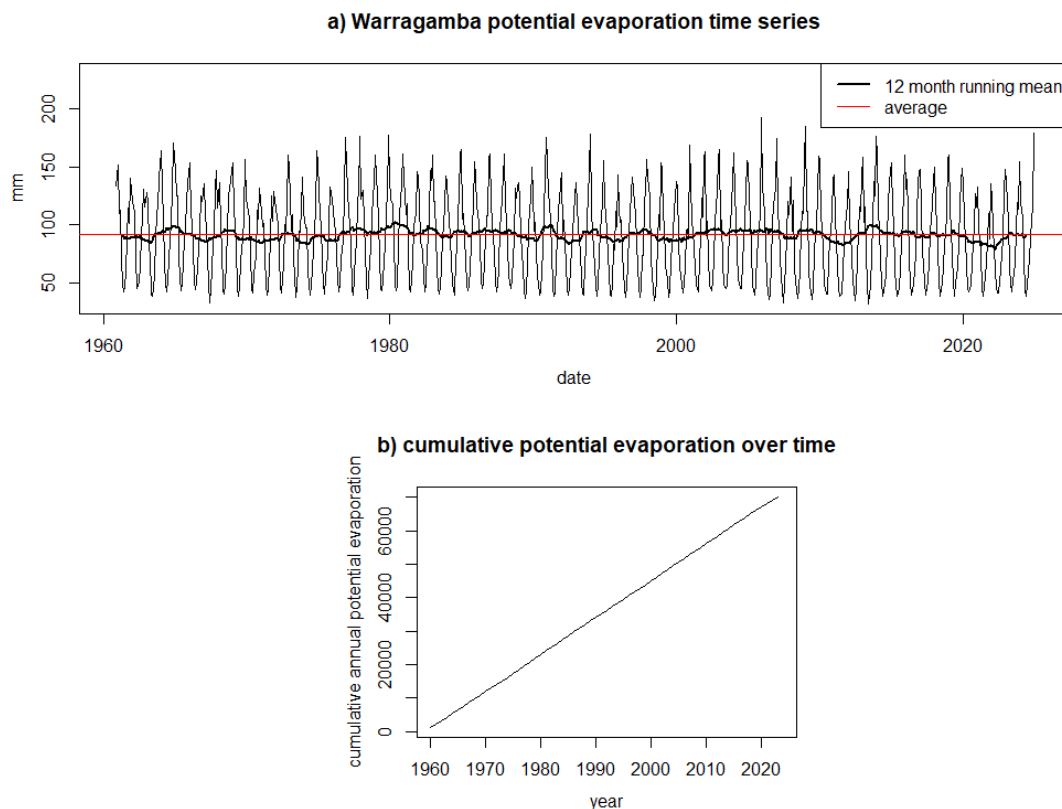 a) Warragamba potential evaporation time series
12 month running mean
average
mm
200
150
100
50
1960
1980
2000
2020
date
b) cumulative potential evaporation over time
cumulative annual potential evaporation
60000
40000
20000
0
1960 1970 1980 1990 2000 2010 2020
year